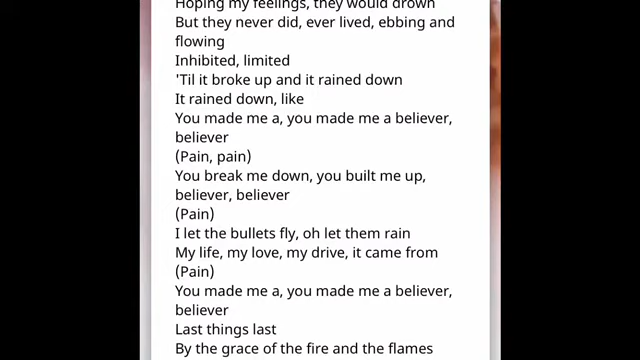 Hoping my feelings, they would drown
But they never did, ever lived, ebbing and
flowing
Inhibited, limited
'Til it broke up and it rained down
It rained down, like
You made me a, you made me a believer,
believer
(Pain, pain)
You break me down, you built me up,
believer, believer
(Pain)
I let the bullets fly, oh let them rain
My life, my love, my drive, it came from
(Pain)
You made me a, you made me a believer,
believer
Last things last
By the grace of the fire and the flames